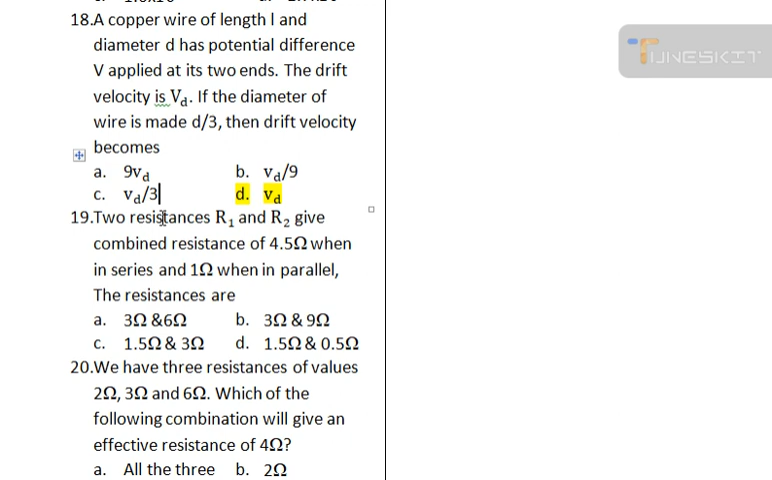 18.A copper wire of length l and
diameter d has potential difference
V applied at its two ends. The drift
velocity is Vd. If the diameter of
wire is made d/3, then drift velocity
becomes
a. 9vd b. vd/9
c. vd/3 d. vd
19.Two resistances R1 and R2 give
combined resistance of 4.5Ω when
in series and 1Ω when in parallel,
The resistances are
a. 3Ω &6Ω b. 3Ω & 9Ω
c. 1.5Ω & 3Ω d. 1.5Ω & 0.5Ω
20.We have three resistances of values
2Ω, 3Ω and 6Ω. Which of the
following combination will give an
effective resistance of 4Ω?
a. All the three b. 2Ω
TUNESKIT